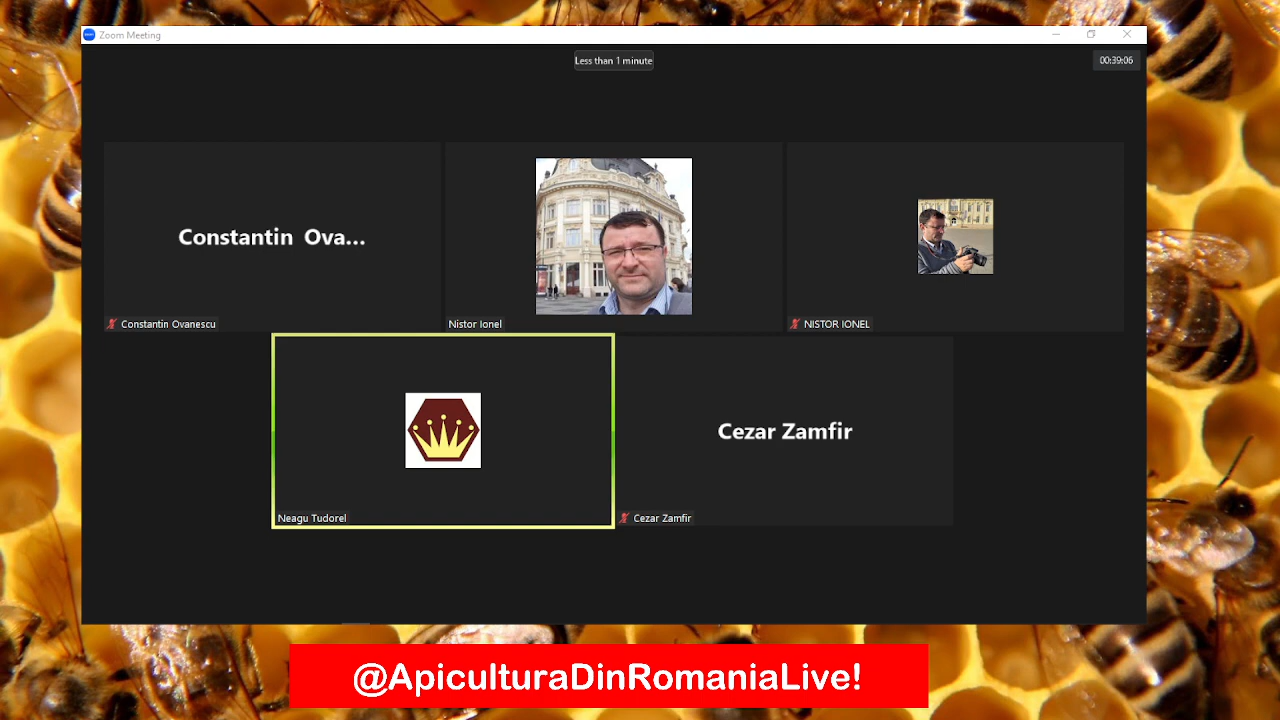 Zoom Meeting
Less than 1 minute
00:39:06
Constantin Ova...
Constantin Ovanescu
Nistor Ionel
NISTOR IONEL
Cezar Zamfir
Neagu Tudorel
Cezar Zamfir
@ApiculturaDinRomaniaLive!